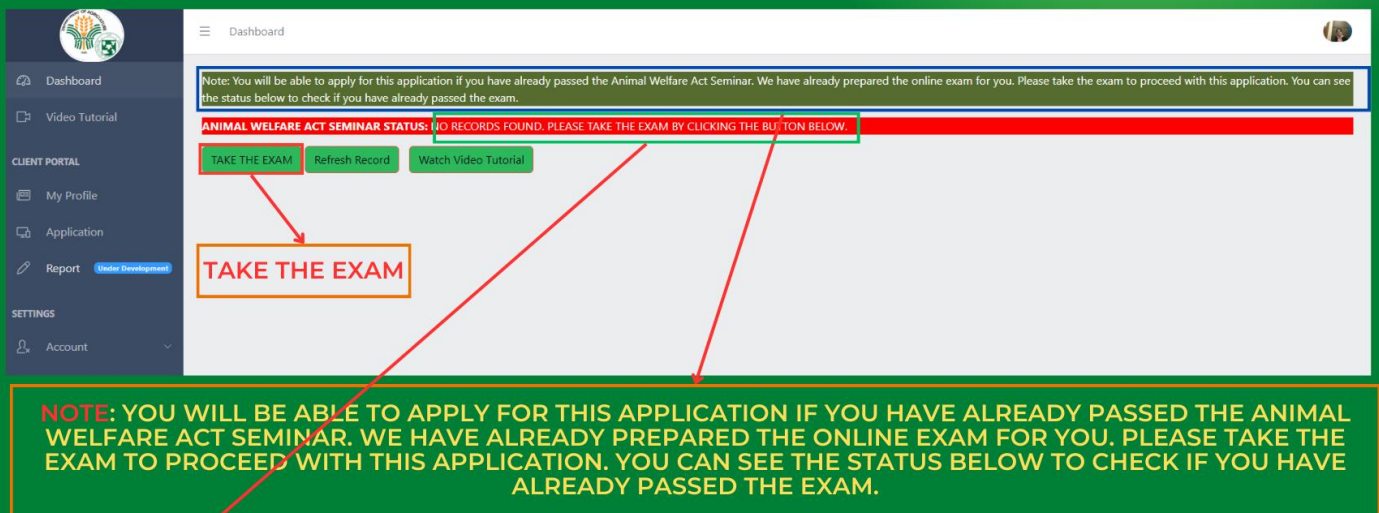 Dashboard
Dashboard
Video Tutorial
CLIENT PORTAL
My Profile
Application
Report Under Development
SETTINGS
Account
Note: You will be able to apply for this application if you have already passed the Animal Welfare Act Seminar. We have already prepared the online exam for you. Please take the exam to proceed with this application. You can see
the status below to check if you have already passed the exam.
ANIMAL WELFARE ACT SEMINAR STATUS: NO RECORDS FOUND. PLEASE TAKE THE EXAM BY CLICKING THE BUTTON BELOW.
TAKE THE EXAM Refresh Record Watch Video Tutorial
TAKE THE EXAM
NOTE: YOU WILL BE ABLE TO APPLY FOR THIS APPLICATION IF YOU HAVE ALREADY PASSED THE ANIMAL
WELFARE ACT SEMINAR. WE HAVE ALREADY PREPARED THE ONLINE EXAM FOR YOU. PLEASE TAKE THE
EXAM TO PROCEED WITH THIS APPLICATION. YOU CAN SEE THE STATUS BELOW TO CHECK IF YOU HAVE
ALREADY PASSED THE EXAM.